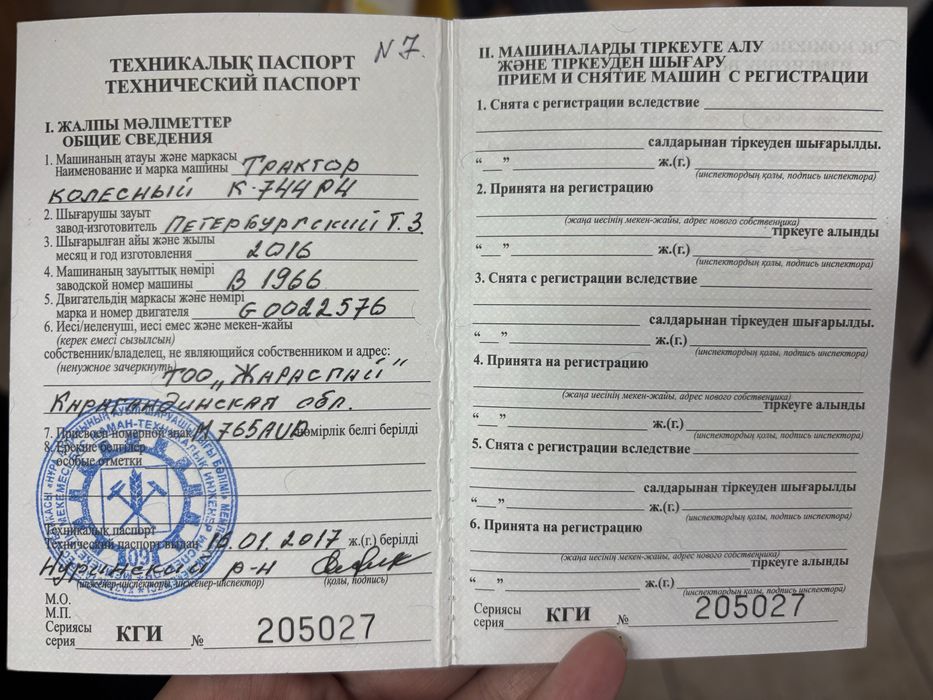 N 7.
ТЕХНИКАЛЫҚ ПАСПОРТ
ТЕХНИЧЕСКИЙ ПАСПОРТ
I. ЖАЛПЫ МӘЛІМЕТТЕР
ОБЩИЕ СВЕДЕНИЯ
1. Машинаның атауы және маркасы
Наименование и марка машины Трактор
колесный К-744Р4
2. Шығарушы зауыт
завод-изготовитель Петербургский Т.З.
3. Шығарылған айы және жылы
месяц и год изготовления 2016
4. Машинаның зауыттық нөмірі
заводской номер машины В 1966
5. Двигательдің маркасы және нөмірі
марка и номер двигателя G0022576
6. Иесі/иеленуші, иесі емес және мекен-жайы
(керек емесі сызылсын)
собственник/владелец, не являющийся собственником и адрес:
(ненужное зачеркнуть) ТОО „Жараспай"
Карагандинская обл.
7. Присвоен номерной знак M 765AUD нөмірлік белгі берілді
8. Ерекше белгілер
особые отметки
Техникалық паспорт
Технический паспорт выдан 16.01.2017 ж.(г.) берілді
Нуринский р-н
(инженер-инспекторы, инженер-инспектор) (қолы, подпись)
М.О.
М.П.
Сериясы
серия КГИ № 205027
II. МАШИНАЛАРДЫ ТІРКЕУГЕ АЛУ
ЖӘНЕ ТІРКЕУДЕН ШЫҒАРУ
ПРИЕМ И СНЯТИЕ МАШИН С РЕГИСТРАЦИИ
1. Снята с регистрации вследствие
салдарынан тіркеуден шығарылды.
“ ” ж.(г.)
(инспектордың қолы, подпись инспектора)
2. Принята на регистрацию
(жаңа иесінің мекен-жайы, адрес нового собственника)
тіркеуге алынды
“ ” ж.(г.)
(инспектордың қолы, подпись инспектора)
3. Снята с регистрации вследствие
салдарынан тіркеуден шығарылды.
“ ” ж.(г.)
(инспектордың қолы, подпись инспектора)
4. Принята на регистрацию
(жаңа иесінің мекен-жайы, адрес нового собственника)
тіркеуге алынды
“ ” ж.(г.)
(инспектордың қолы, подпись инспектора)
5. Снята с регистрации вследствие
салдарынан тіркеуден шығарылды
“ ” ж.(г.)
(инспектордың қолы, подпись инспектора)
6. Принята на регистрацию
(жаңа иесінің мекен-жайы, адрес нового собственника)
тіркеуге алынды
“ ” ж.(г.)
(инспектордың қолы, подпись инспектора)
Сериясы
серия КГИ № 205027